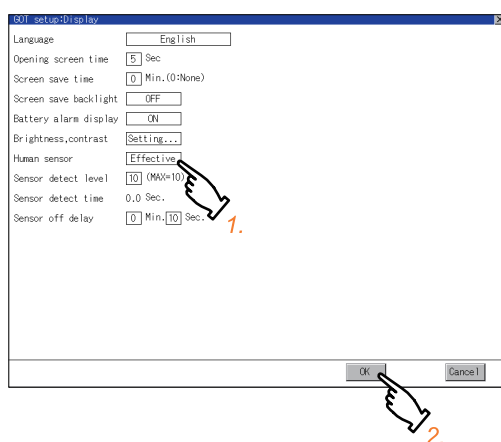 GOT setup:Display
Language English
Opening screen time 5 Sec
Screen save time 0 Min.(0:None)
Screen save backlight OFF
Battery alarm display ON
Brightness,contrast Setting...
Human sensor Effective
Sensor detect level 10 (MAX=10)
Sensor detect time 0.0 Sec.
Sensor off delay 0 Min. 10 Sec.
1.
OK Cancel
2